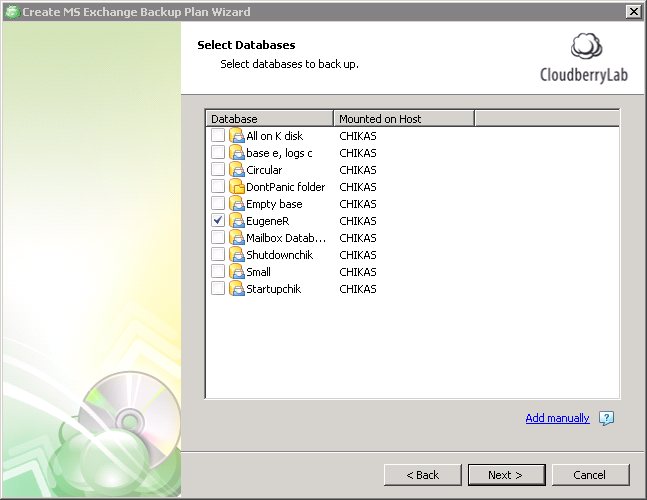 Create MS Exchange Backup Plan Wizard
Select Databases
Select databases to back up.
CloudberryLab
Database Mounted on Host
All on K disk CHIKAS
base e, logs c CHIKAS
Circular CHIKAS
DontPanic folder CHIKAS
Empty base CHIKAS
EugeneR CHIKAS
Mailbox Datab... CHIKAS
Shutdownchik CHIKAS
Small CHIKAS
Startupchik CHIKAS
Add manually ?
< Back Next > Cancel